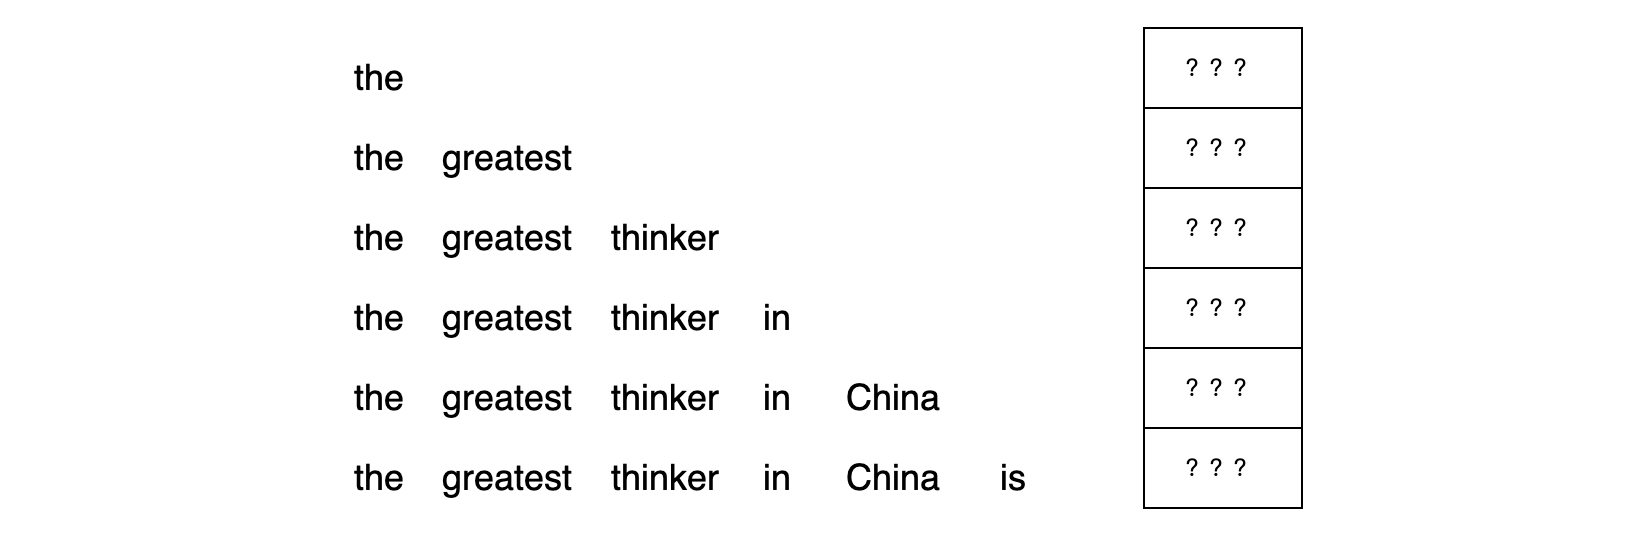 the ? ? ?
the greatest ? ? ?
the greatest thinker ? ? ?
the greatest thinker in ? ? ?
the greatest thinker in China ? ? ?
the greatest thinker in China is ? ? ?